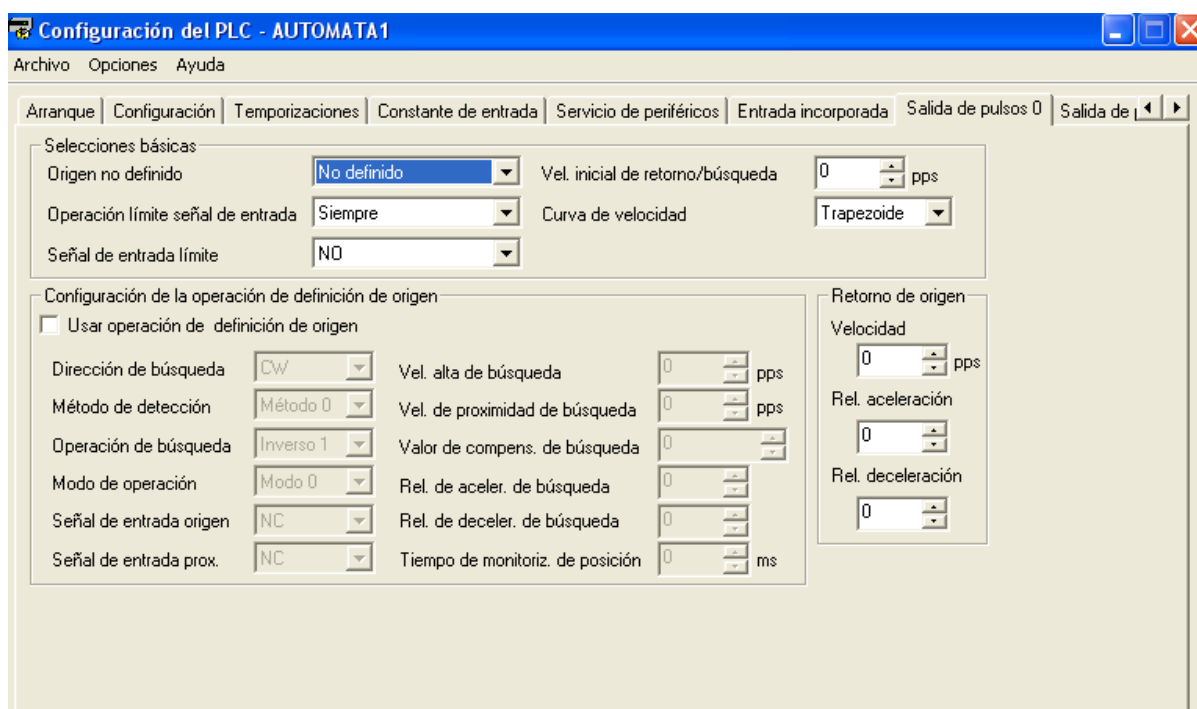 Configuración del PLC - AUTOMATA1
Archivo Opciones Ayuda
Arranque Configuración Temporizaciones Constante de entrada Servicio de periféricos Entrada incorporada Salida de pulsos 0 Salida de
Selecciones básicas
Origen no definido No definido Vel. inicial de retorno/búsqueda 0 pps
Operación límite señal de entrada Siempre Curva de velocidad Trapezoide
Señal de entrada límite NO
Configuración de la operación de definición de origen
Usar operación de definición de origen
Dirección de búsqueda CW Vel. alta de búsqueda 0 pps
Método de detección Método 0 Vel. de proximidad de búsqueda 0 pps
Operación de búsqueda Inverso 1 Valor de compens. de búsqueda 0
Modo de operación Modo 0 Rel. de aceler. de búsqueda 0
Señal de entrada origen NC Rel. de deceler. de búsqueda 0
Señal de entrada prox. NC Tiempo de monitoriz. de posición 0 ms
Retorno de origen
Velocidad
0 pps
Rel. aceleración
0
Rel. deceleración
0